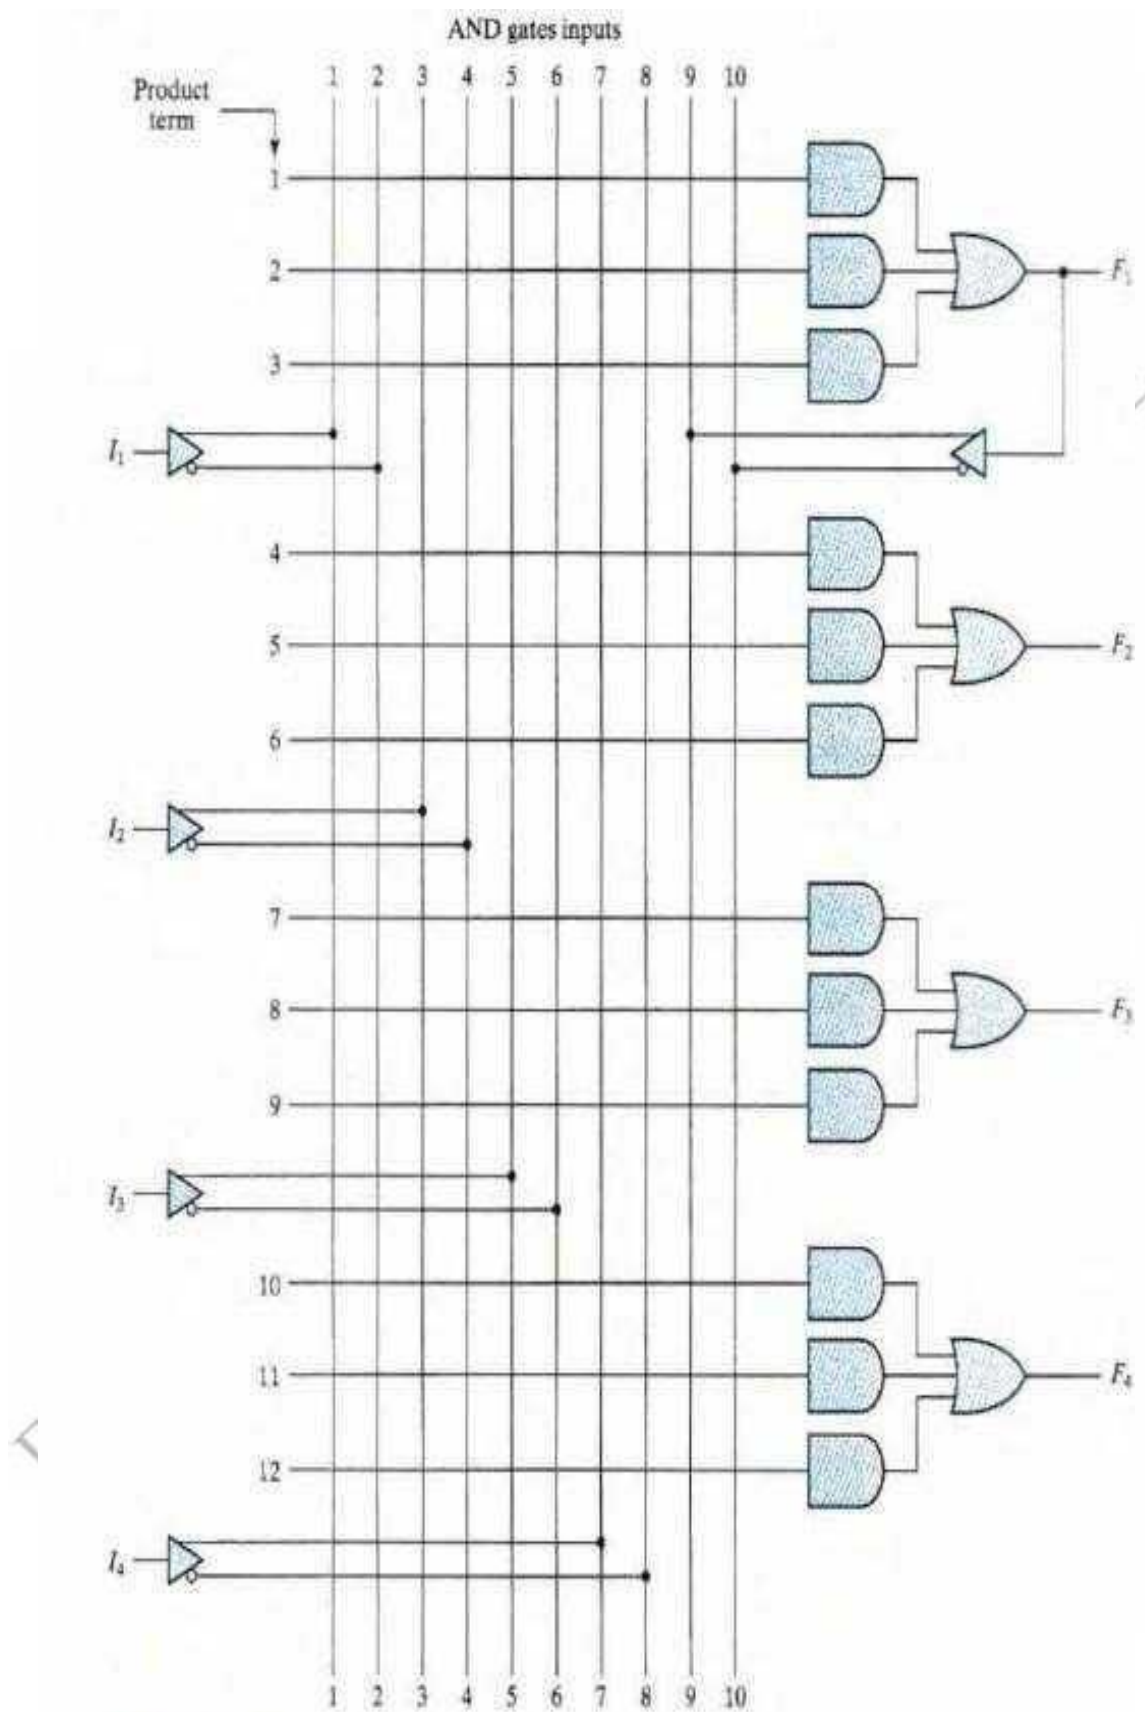 AND gates inputs
1 2 3 4 5 6 7 8 9 10
Product
term
1
2
F₁
3
I₁
4
5
F₂
6
I₂
7
8
F₃
9
I₃
10
11
F₄
12
I₄
1 2 3 4 5 6 7 8 9 10